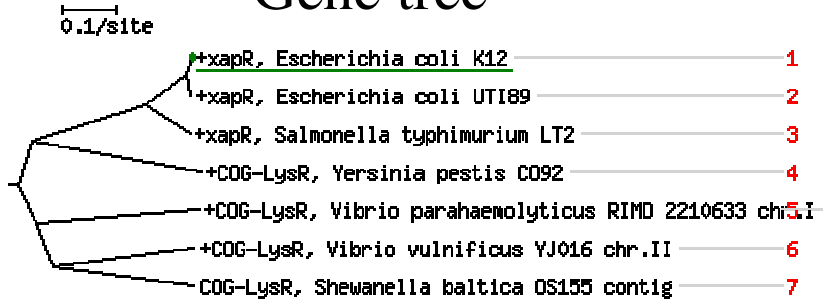 Gene tree
0.1/site
+xapR, Escherichia coli K12 1
+xapR, Escherichia coli UTI89 2
+xapR, Salmonella typhimurium LT2 3
+COG-LysR, Yersinia pestis CO92 4
+COG-LysR, Vibrio parahaemolyticus RIMD 2210633 chr.I 5
+COG-LysR, Vibrio vulnificus YJ016 chr.II 6
COG-LysR, Shewanella baltica OS155 contig 7